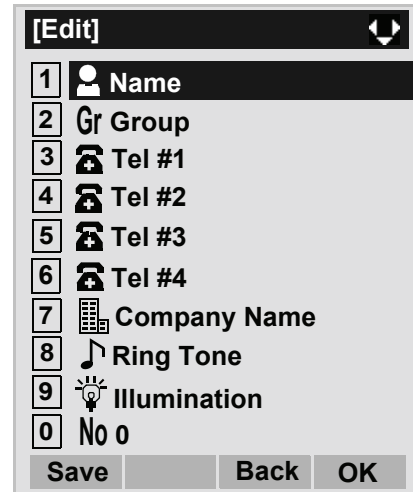 [Edit]
1 Name
2 Gr Group
3 Tel #1
4 Tel #2
5 Tel #3
6 Tel #4
7 Company Name
8 Ring Tone
9 Illumination
0 No 0
Save Back OK